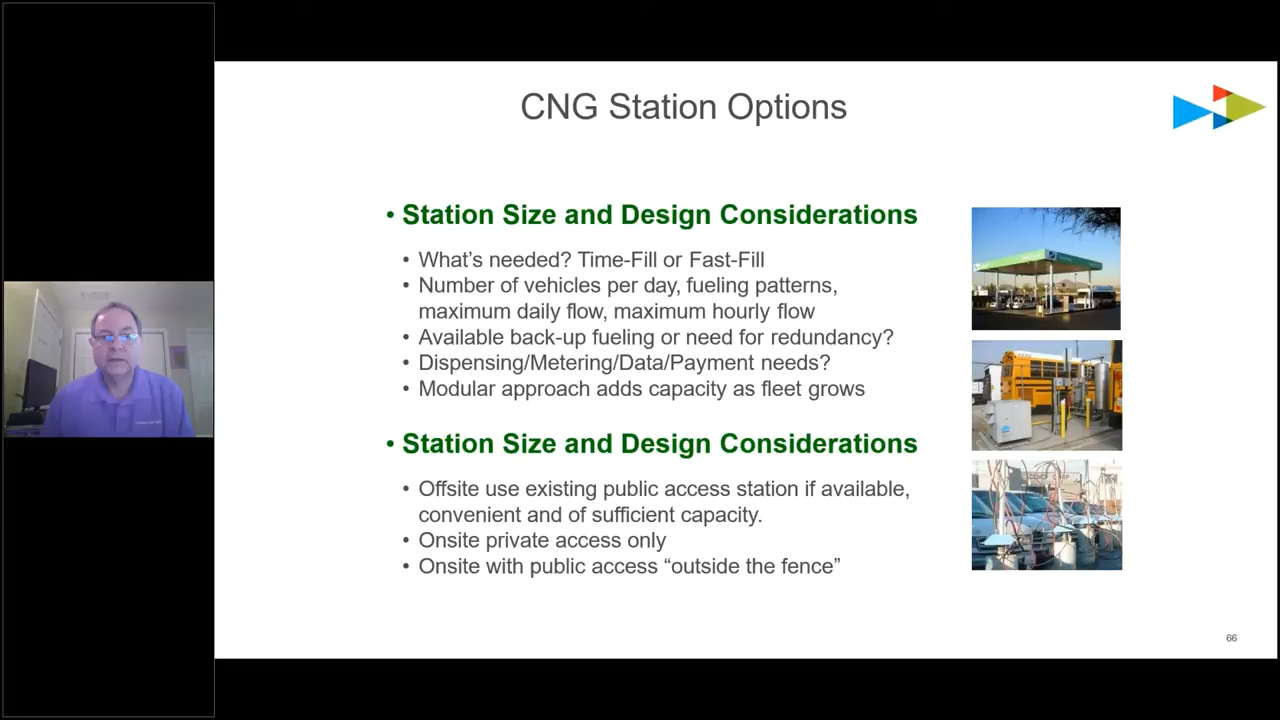 CNG Station Options
• Station Size and Design Considerations
• What's needed? Time-Fill or Fast-Fill
• Number of vehicles per day, fueling patterns,
maximum daily flow, maximum hourly flow
• Available back-up fueling or need for redundancy?
• Dispensing/Metering/Data/Payment needs?
• Modular approach adds capacity as fleet grows
• Station Size and Design Considerations
• Offsite use existing public access station if available,
convenient and of sufficient capacity.
• Onsite private access only
• Onsite with public access “outside the fence”
66